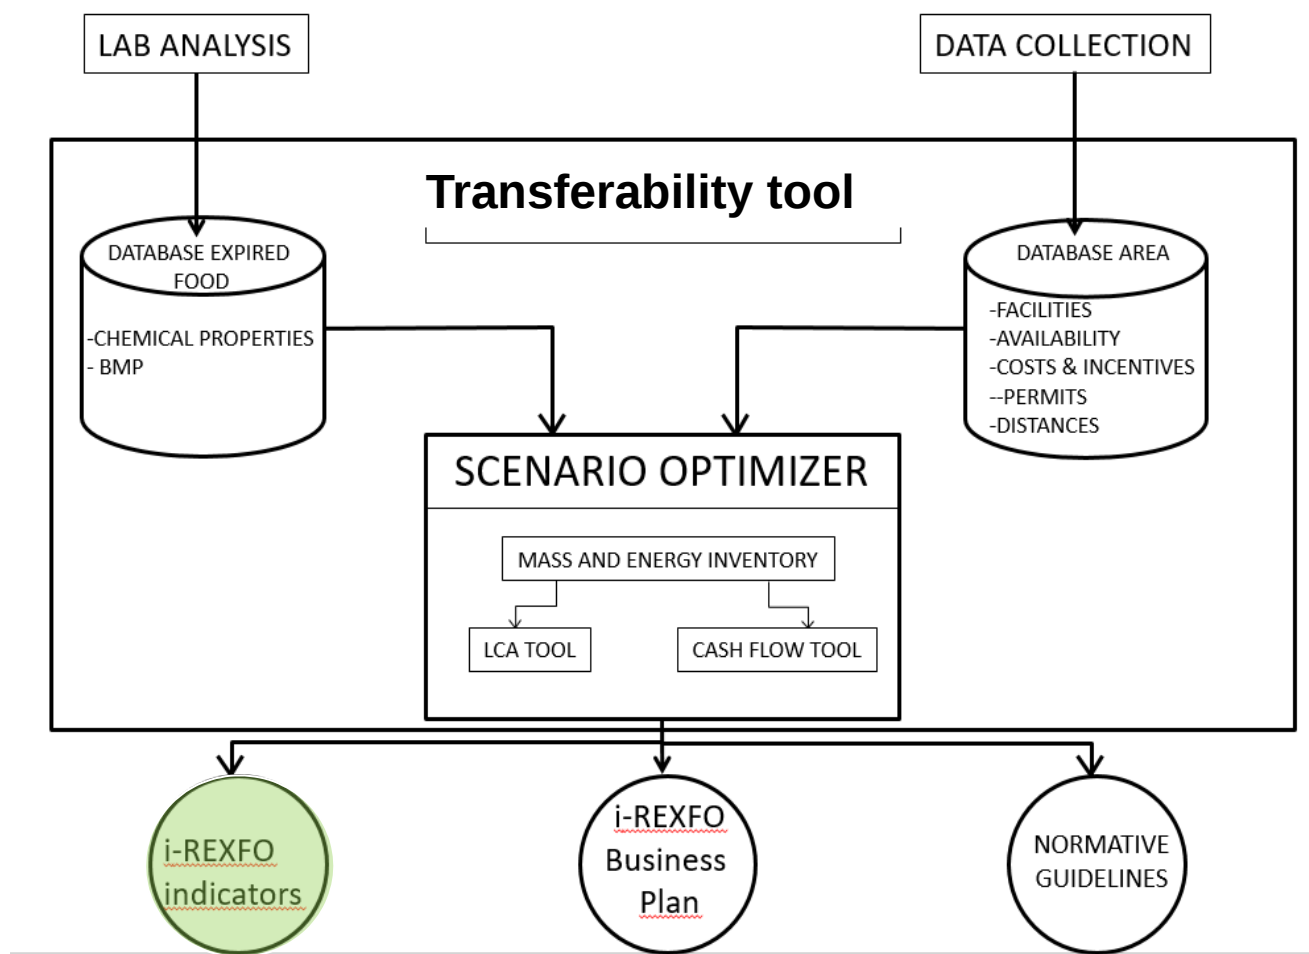 LAB ANALYSIS
DATA COLLECTION
Transferability tool
DATABASE EXPIRED
FOOD
-CHEMICAL PROPERTIES
- BMP
DATABASE AREA
-FACILITIES
-AVAILABILITY
-COSTS & INCENTIVES
--PERMITS
-DISTANCES
SCENARIO OPTIMIZER
MASS AND ENERGY INVENTORY
LCA TOOL
CASH FLOW TOOL
i-REXFO
indicators
i-REXFO
Business
Plan
NORMATIVE
GUIDELINES